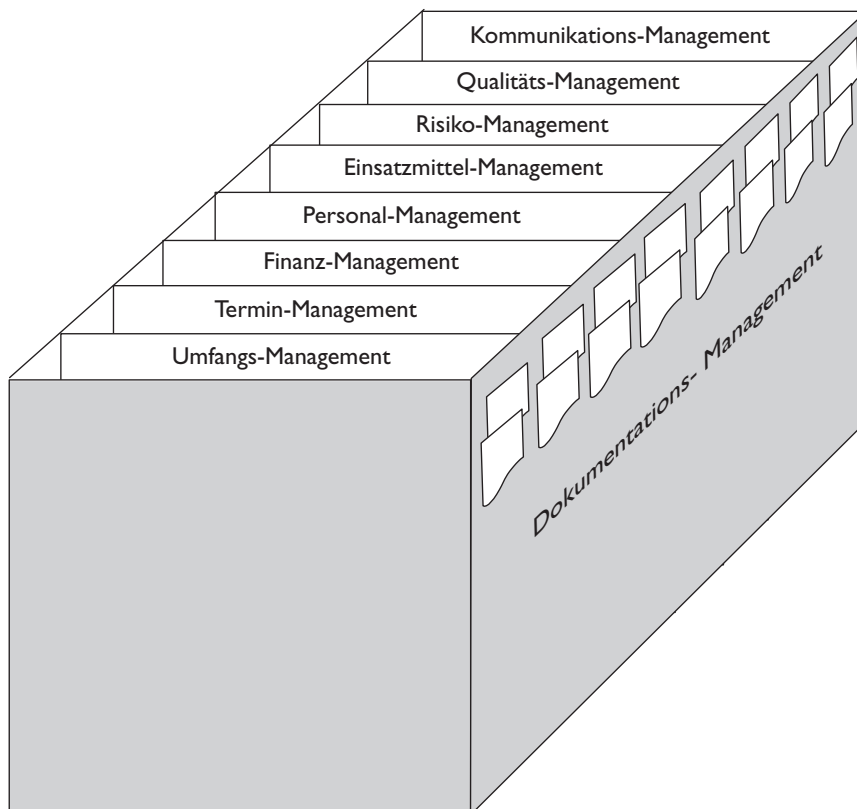 Kommunikations-Management
Qualitäts-Management
Risiko-Management
Einsatzmittel-Management
Personal-Management
Finanz-Management
Termin-Management
Umfangs-Management
Dokumentations- Management